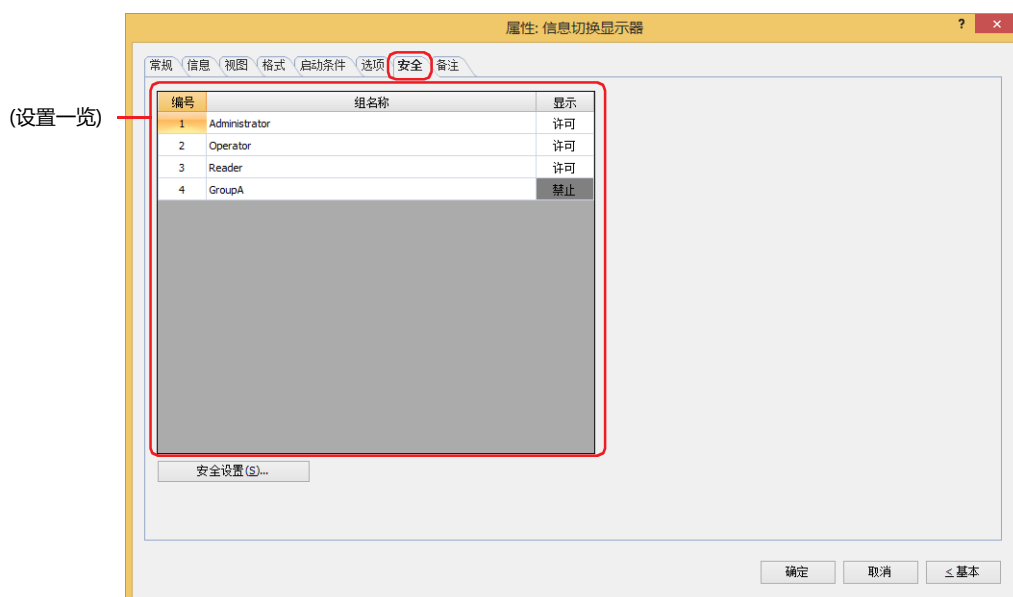 属性: 信息切换显示器
?
×
常规 信息 视图 格式 启动条件 选项 安全 备注
(设置一览)
编号 组名称 显示
1 Administrator 许可
2 Operator 许可
3 Reader 许可
4 GroupA 禁止
安全设置(S)...
确定 取消 <基本